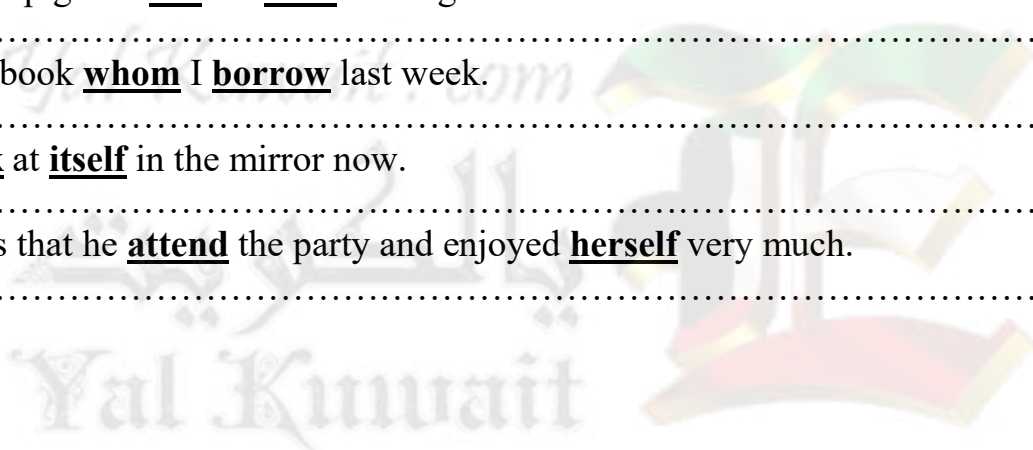 book whom I borrow last week.
at itself in the mirror now.
that he attend the party and enjoyed herself very much.
يالكويت
Yal Kuwait